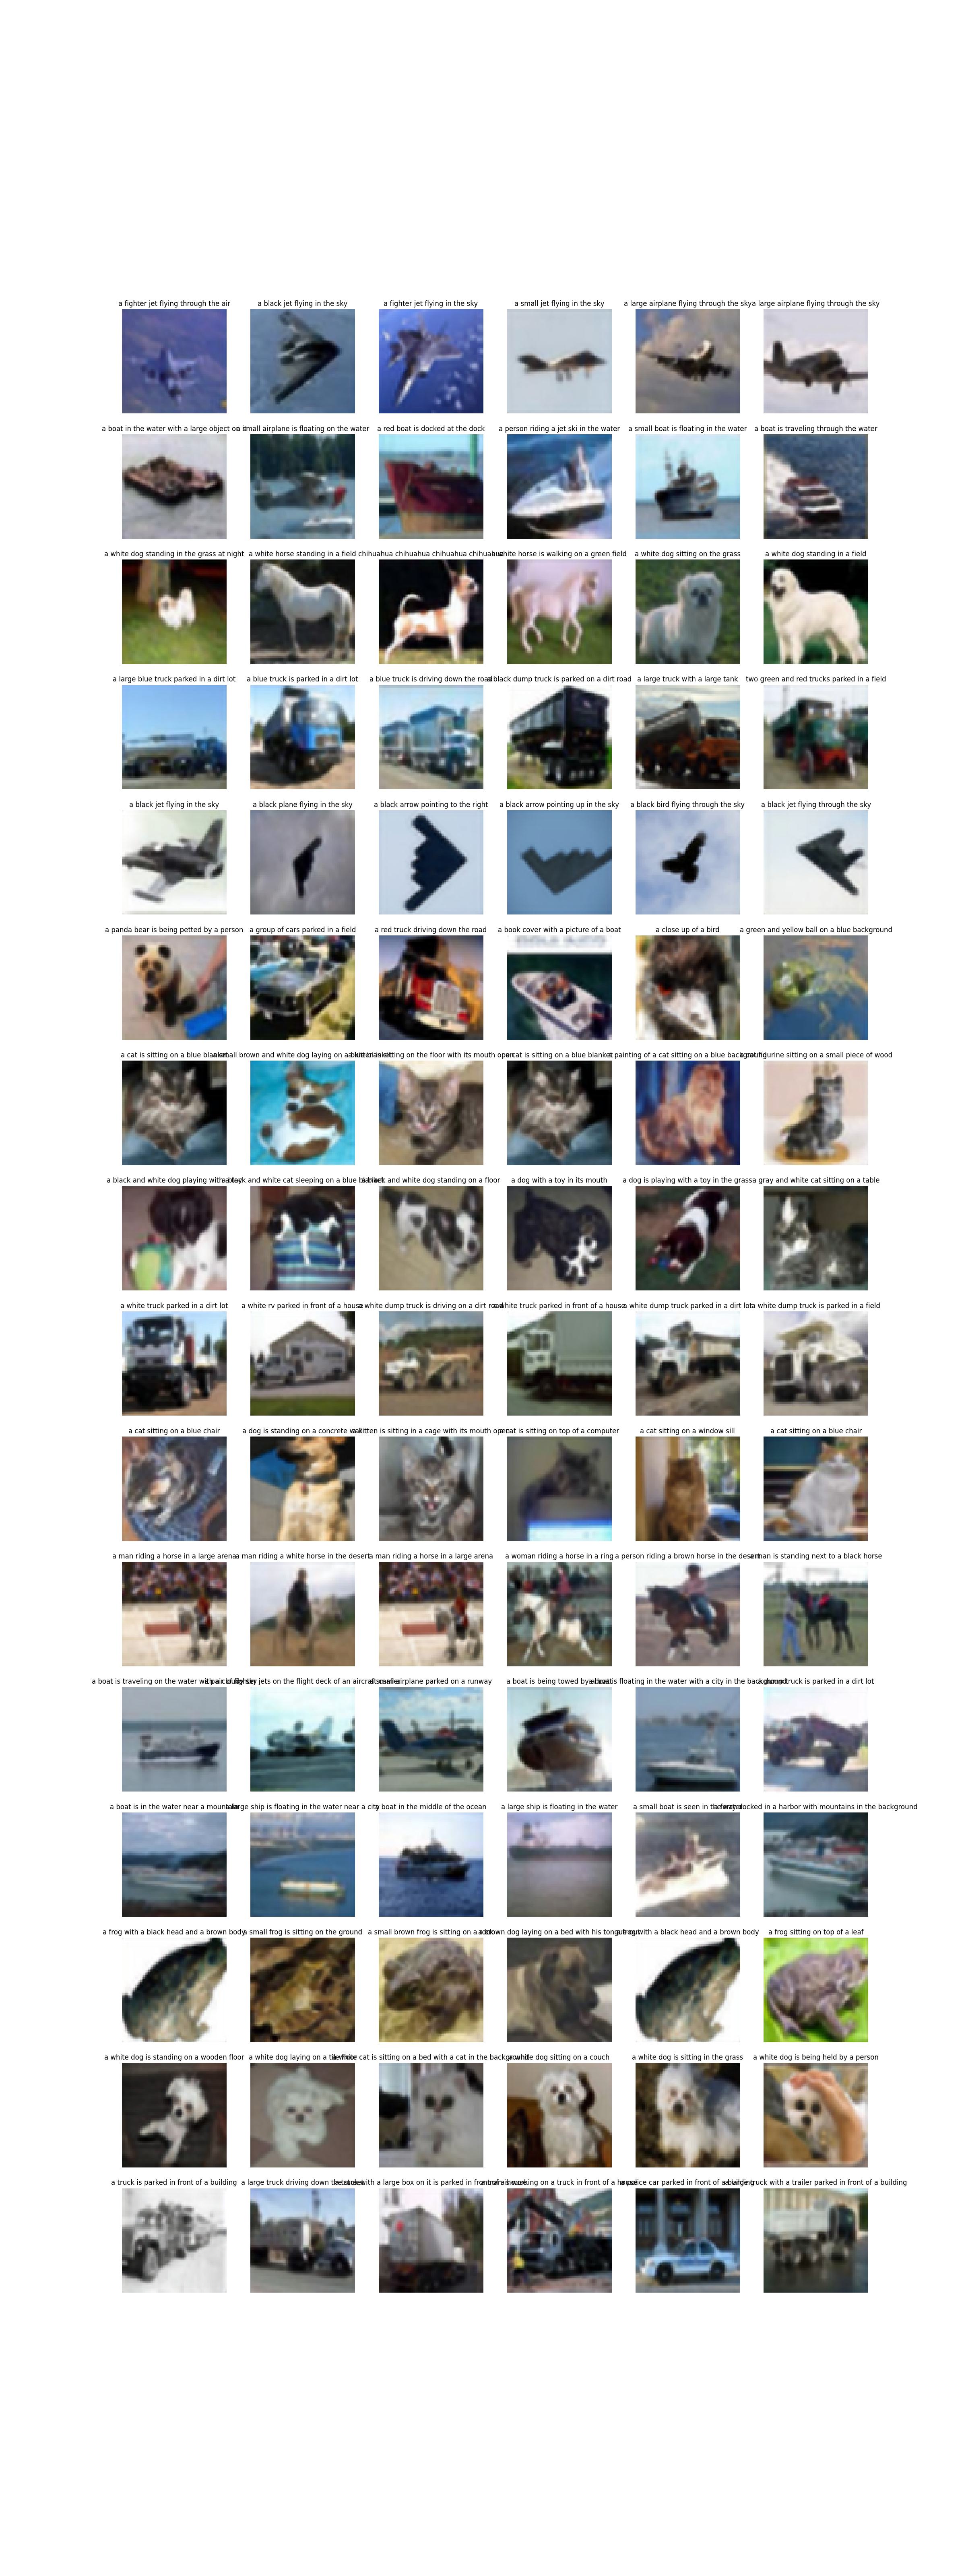 a fighter jet flying through the air
a black jet flying in the sky
a fighter jet flying in the sky
a small jet flying in the sky
a large airplane flying through the sky
a large airplane flying through the sky
a boat in the water with a large object on
a small airplane is floating on the water
a red boat is docked at the dock
a person riding a jet ski in the water
a small boat is floating in the water
a boat is traveling through the water
a white dog standing in the grass at night
a white horse standing in a field
chihuahua chihuahua chihuahua chihuahua
white horse is walking on a green field
a white dog sitting on the grass
a white dog standing in a field
a large blue truck parked in a dirt lot
a blue truck is parked in a dirt lot
a blue truck is driving down the road
a black dump truck is parked on a dirt road
a large truck with a large tank
two green and red trucks parked in a field
a black jet flying in the sky
a black plane flying in the sky
a black arrow pointing to the right
a black arrow pointing up in the sky
a black bird flying through the sky
a black jet flying through the sky
a panda bear is being petted by a person
a group of cars parked in a field
a red truck driving down the road
a book cover with a picture of a boat
a close up of a bird
a green and yellow ball on a blue background
a cat is sitting on a blue blanket
small brown and white dog laying on a
sitting on the floor with its mouth open
cat is sitting on a blue blanket
painting of a cat sitting on a blue
figurine sitting on a small piece of wood
a black and white dog playing with a toy
black and white cat sleeping on a blue
black and white dog standing on a floor
a dog with a toy in its mouth
a dog is playing with a toy in the grass
a gray and white cat sitting on a table
a white truck parked in a dirt lot
a white rv parked in front of a house
a white dump truck is driving on a dirt road
a white truck parked in front of a house
a white dump truck parked in a dirt lot
a white dump truck is parked in a field
a cat sitting on a blue chair
a dog is standing on a concrete
kitten is sitting in a cage with its mouth open
a cat is sitting on top of a computer
a cat sitting on a window sill
a cat sitting on a blue chair
a man riding a horse in a large arena
a man riding a white horse in the desert
a man riding a horse in a large arena
a woman riding a horse in a ring
a person riding a brown horse in the desert
man is standing next to a black horse
a boat is traveling on the water with a
jets on the flight deck of an aircraft
airplane parked on a runway
a boat is being towed by a boat
is floating in the water with a city in the background
dump truck is parked in a dirt lot
a boat is in the water near a mountain
large ship is floating in the water near a city
a boat in the middle of the ocean
a large ship is floating in the water
a small boat is seen in the
docked in a harbor with mountains in the background
a frog with a black head and a brown body
a small frog is sitting on the ground
a small brown frog is sitting on a
brown dog laying on a bed with his tongue
frog with a black head and a brown body
a frog sitting on top of a leaf
a white dog is standing on a wooden floor
a white dog laying on a tile floor
a white cat is sitting on a bed with a cat in the background
a white dog sitting on a couch
a white dog is sitting in the grass
a white dog is being held by a person
a truck is parked in front of a building
a large truck driving down the street
with a large box on it is parked in front of a house
working on a truck in front of a
a police car parked in front of a building
large truck with a trailer parked in front of a building